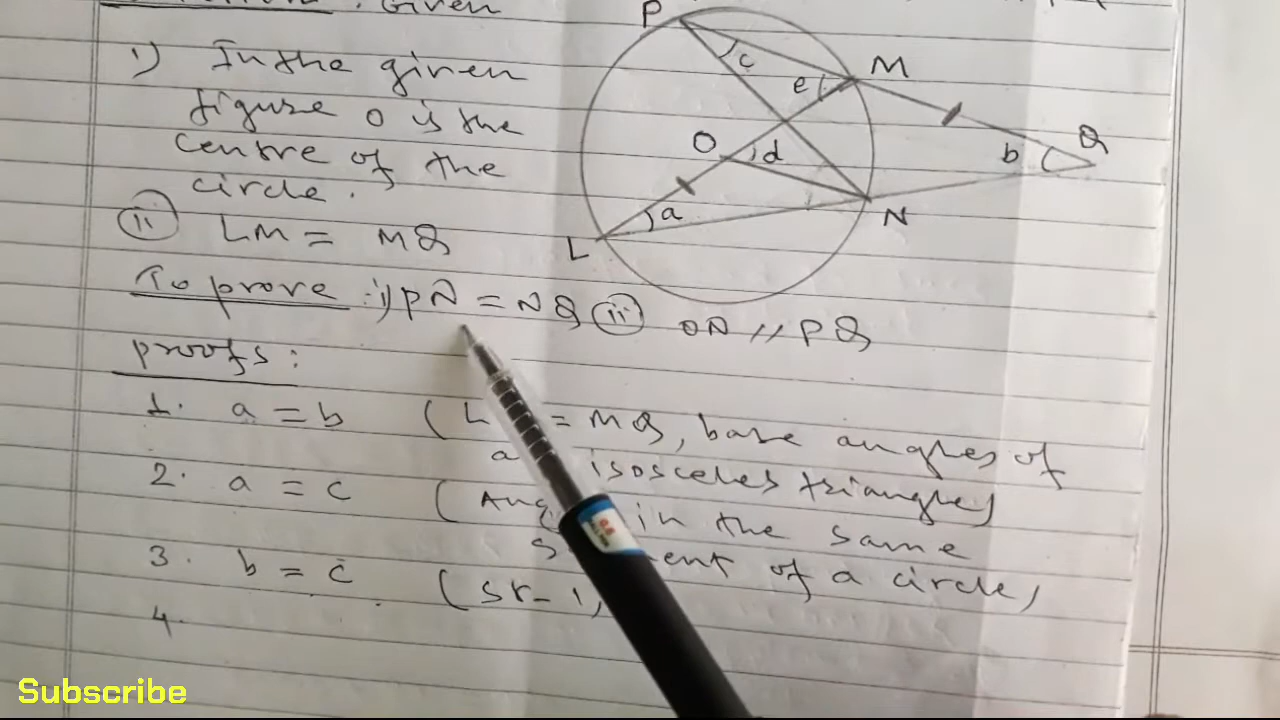 Given
P
1) In the given
figure O is the
centre of the
circle.
c
e
M
O
d
b
Q
a
N
L
ii LM = MQ
To prove : i) PN = NQ ii ON // PQ
proofs :
1. a = b ( L = MQ, base angles of
a isosceles triangle)
2. a = c ( Ang in the same
s ment of a circle)
3. b = c (sr-1,
4.
Subscribe